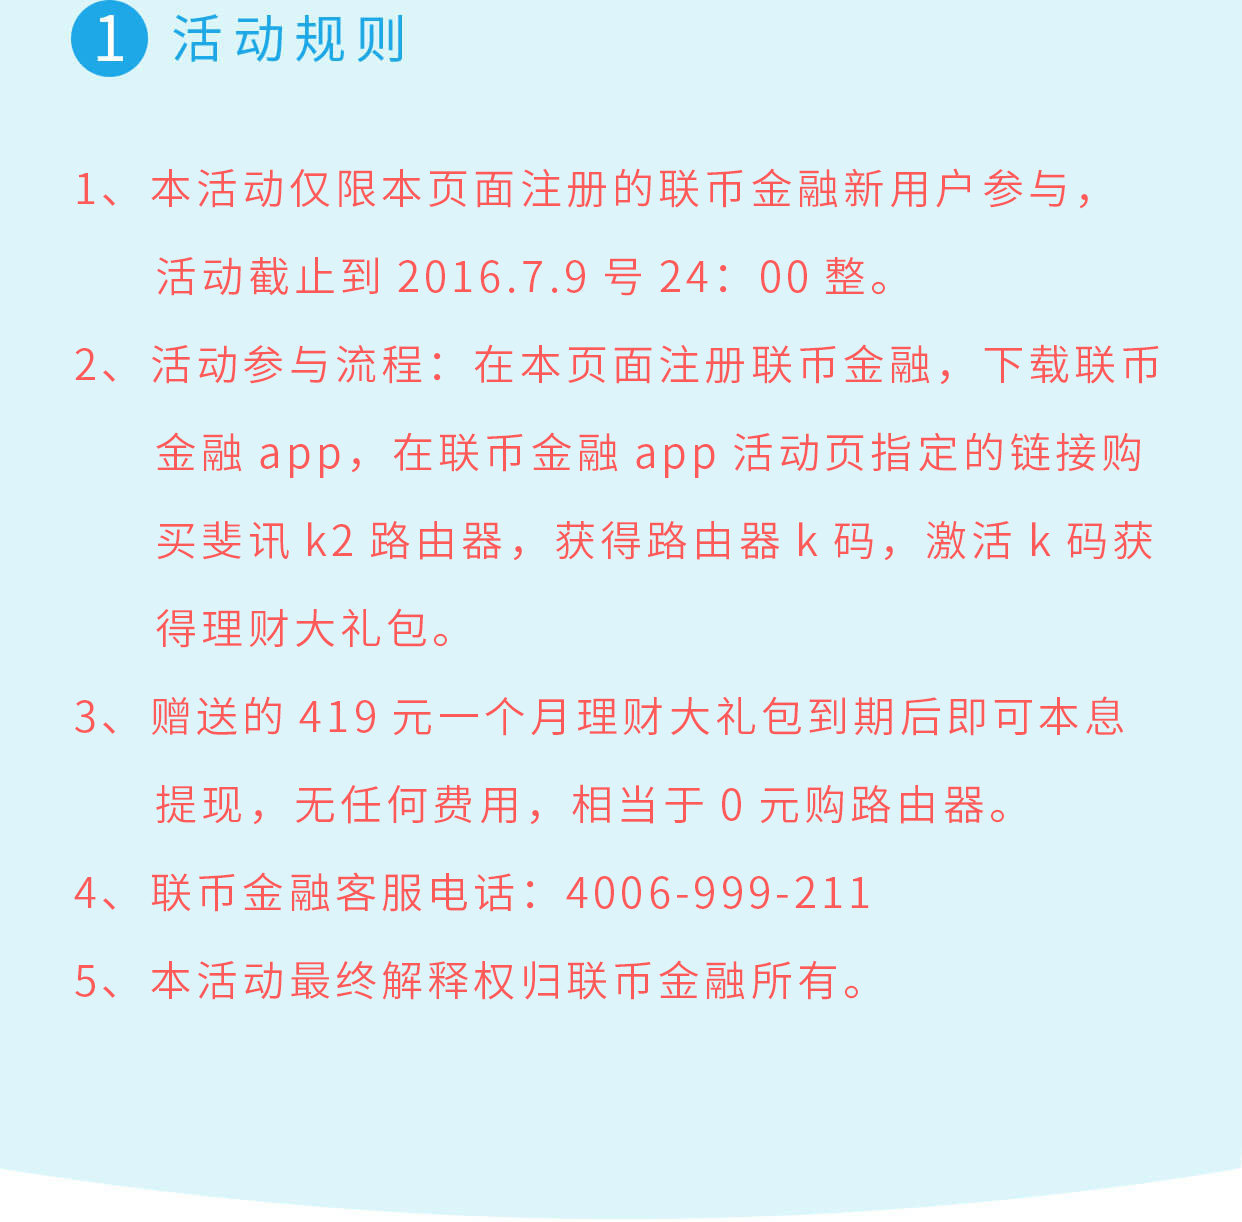 1 活动规则
1、本活动仅限本页面注册的联币金融新用户参与，
活动截止到 2016.7.9 号 24：00 整。
2、活动参与流程：在本页面注册联币金融，下载联币
金融 app，在联币金融 app 活动页指定的链接购
买斐讯 k2 路由器，获得路由器 k 码，激活 k 码获
得理财大礼包。
3、赠送的 419 元一个月理财大礼包到期后即可本息
提现，无任何费用，相当于 0 元购路由器。
4、联币金融客服电话：4006-999-211
5、本活动最终解释权归联币金融所有。